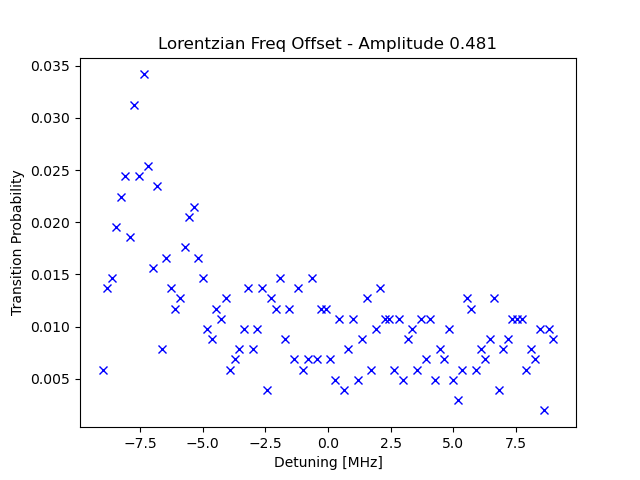 Lorentzian Freq Offset - Amplitude 0.481
0.035
0.030
0.025
0.020
0.015
0.010
0.005
Transition Probability
−7.5 −5.0 −2.5 0.0 2.5 5.0 7.5
Detuning [MHz]